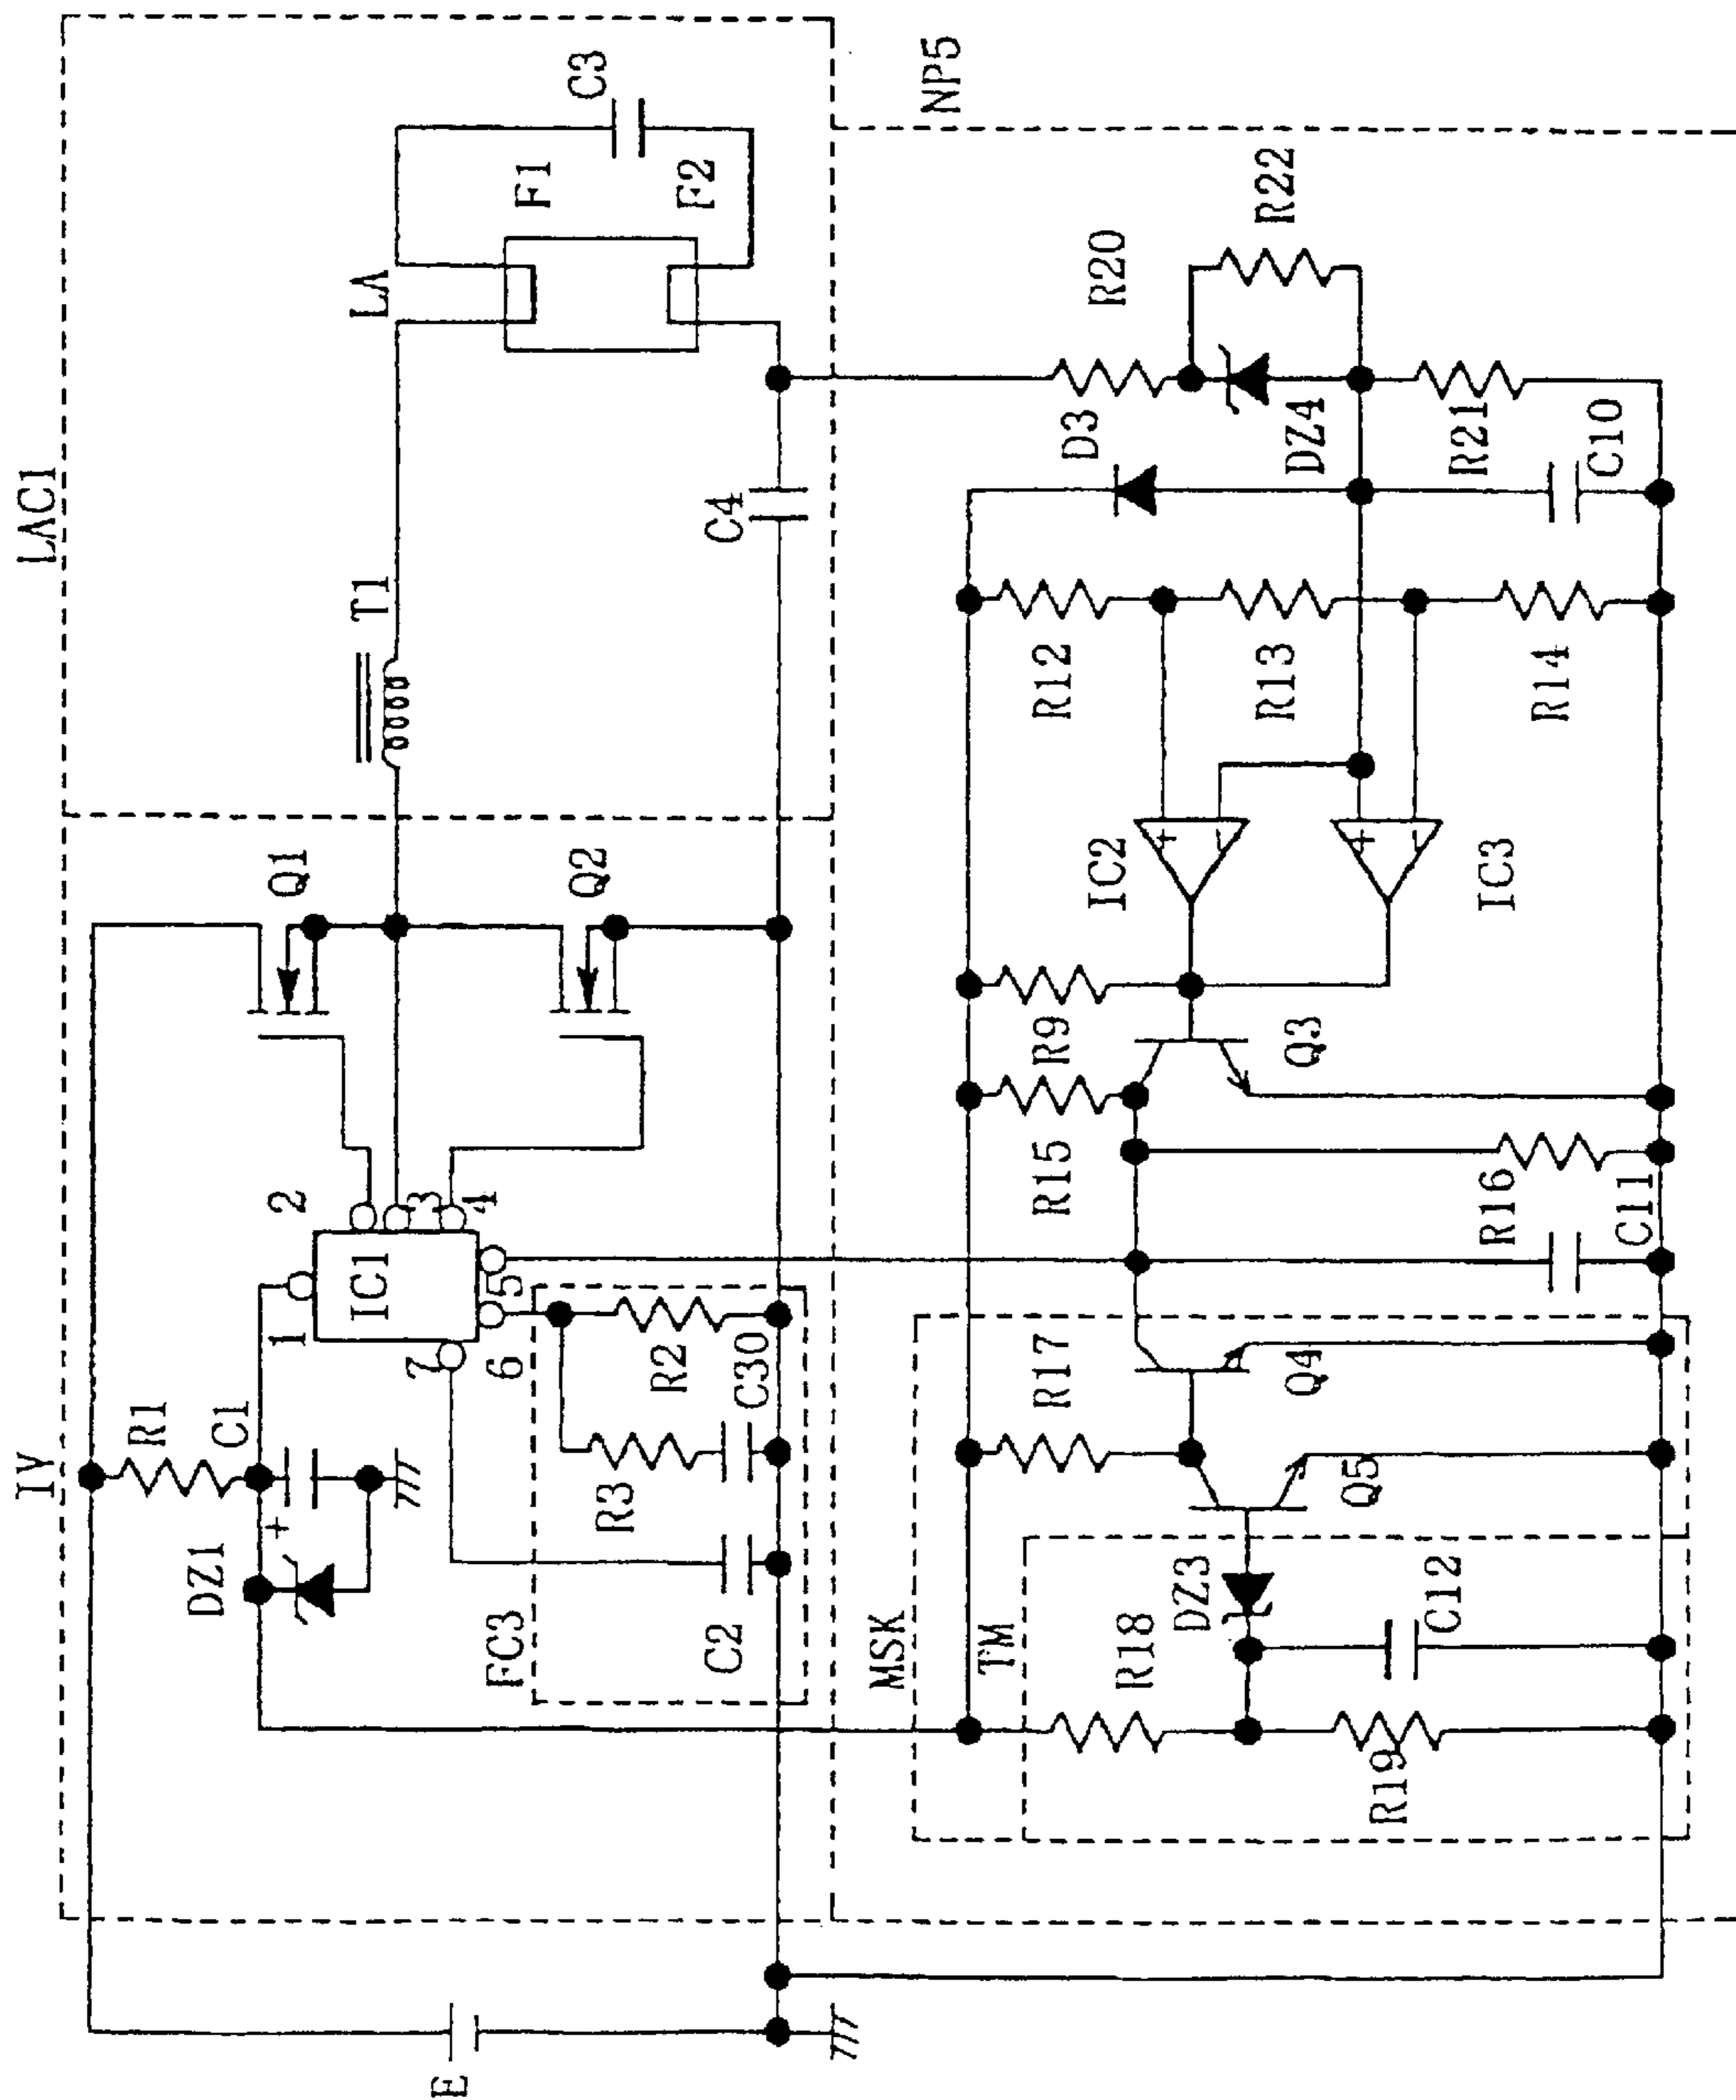 LAC1
IV
C3
F1
F2
LA
T1
C4
Q1
Q2
2
3
4
IC1
1
5
7
6
R1
C1
+
DZ1
R2
C30
R3
C2
FC3
E
NP5
R22
R20
D3
DZ4
R21
C10
R12
R13
R14
+
-
IC2
+
-
IC3
R9
Q3
R15
R16
C11
R17
Q4
Q5
MSK
TM
DZ3
C12
R18
R19